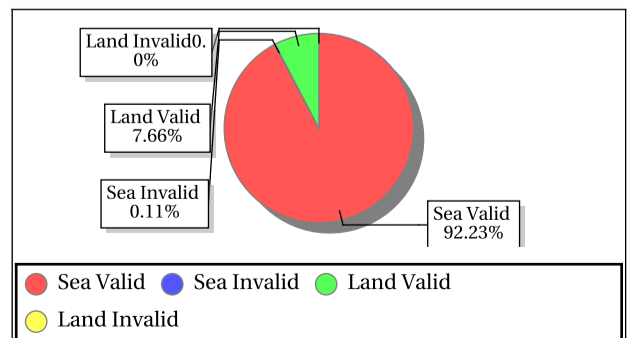 Land Invalid0.
0%
Land Valid
7.66%
Sea Invalid
0.11%
Sea Valid
92.23%
Sea Valid Sea Invalid Land Valid
Land Invalid